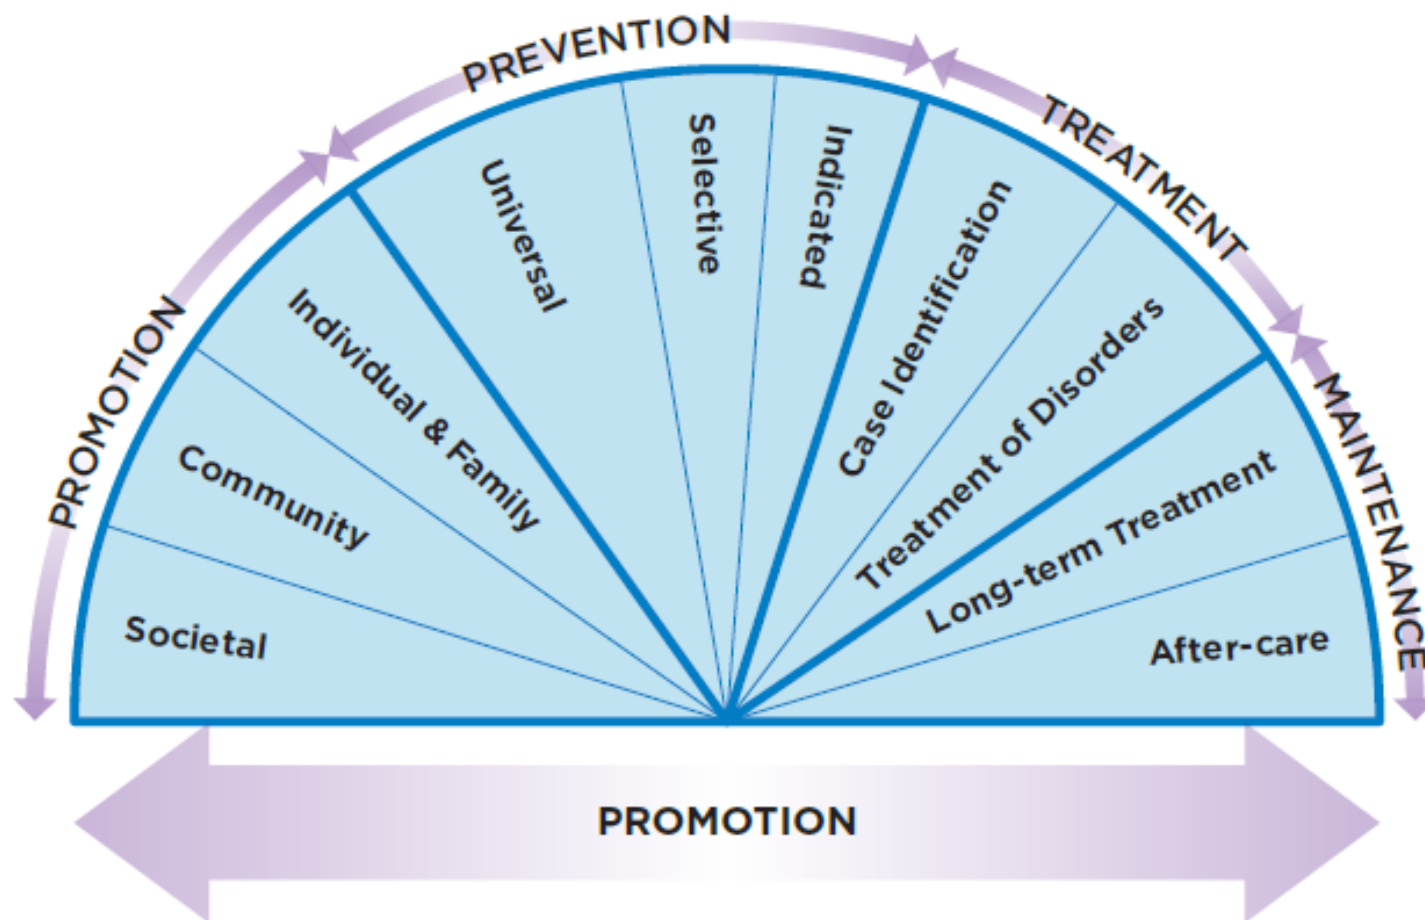 PROMOTION
PREVENTION
TREATMENT
MAINTENANCE
Societal
Community
Individual & Family
Universal
Selective
Indicated
Case Identification
Treatment of Disorders
Long-term Treatment
After-care
PROMOTION